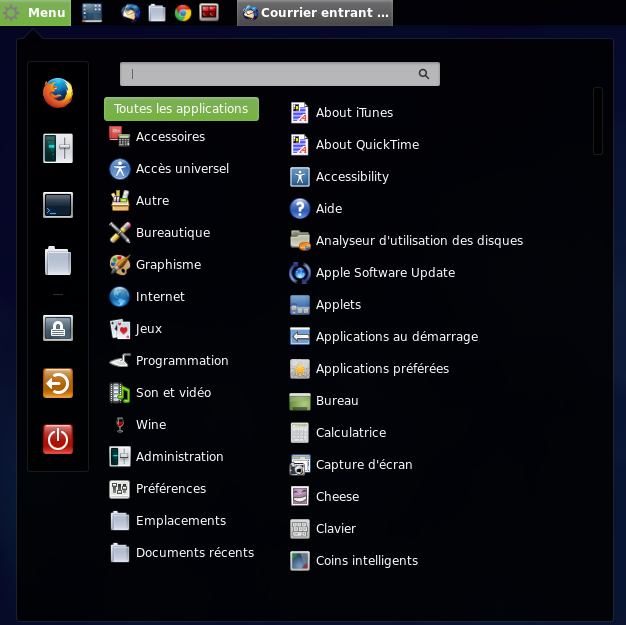 Menu
Courrier entrant ...
Toutes les applications
Accessoires
Accès universel
Autre
Bureautique
Graphisme
Internet
Jeux
Programmation
Son et vidéo
Wine
Administration
Préférences
Emplacements
Documents récents
About iTunes
About QuickTime
Accessibility
Aide
Analyseur d'utilisation des disques
Apple Software Update
Applets
Applications au démarrage
Applications préférées
Bureau
Calculatrice
Capture d'écran
Cheese
Clavier
Coins intelligents